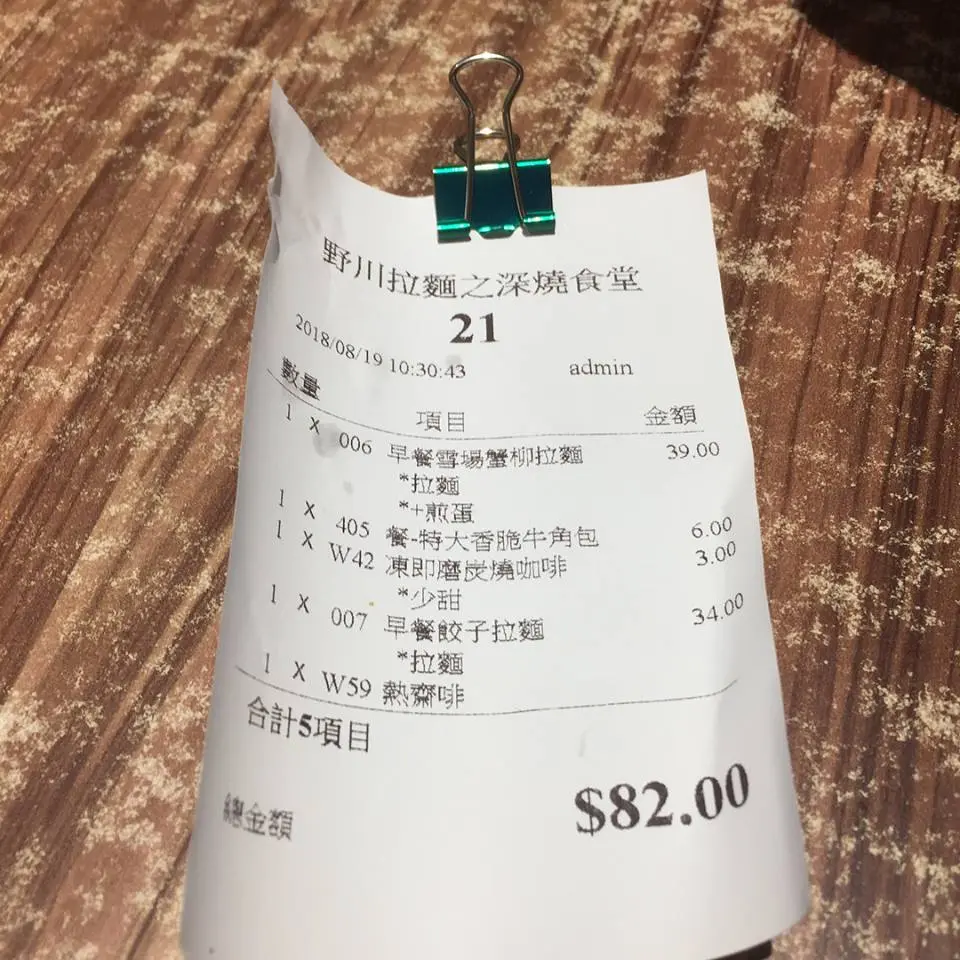 野川拉麵之深燒食堂
21
2018/08/19 10:30:43 admin
數量 項目 金額
1 X 006 早餐雪場蟹柳拉麵 39.00
*拉麵
*+煎蛋
1 X 405 餐-特大香脆牛角包 6.00
1 X W42 凍即磨炭燒咖啡 3.00
*少甜
1 X 007 早餐餃子拉麵 34.00
*拉麵
1 X W59 熱齋啡
合計5項目
總金額 $82.00